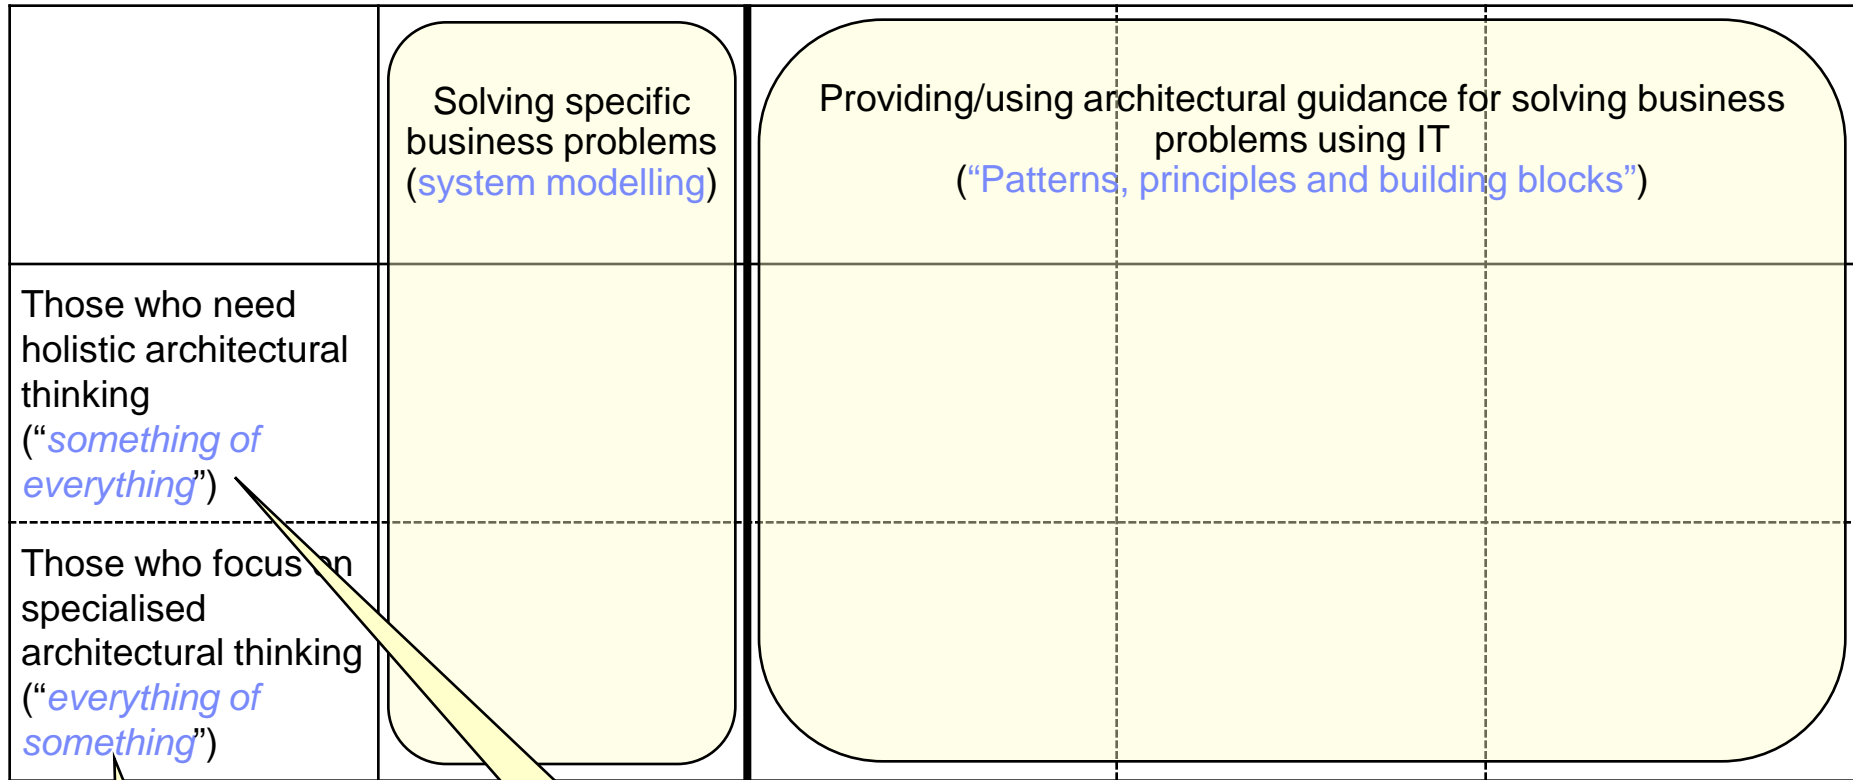 Solving specific
business problems
(system modelling)
Providing/using architectural guidance for solving business
problems using IT
(“Patterns, principles and building blocks”)
Those who need
holistic architectural
thinking
(“something of
everything”)
Those who focus on
specialised
architectural thinking
(“everything of
something”)